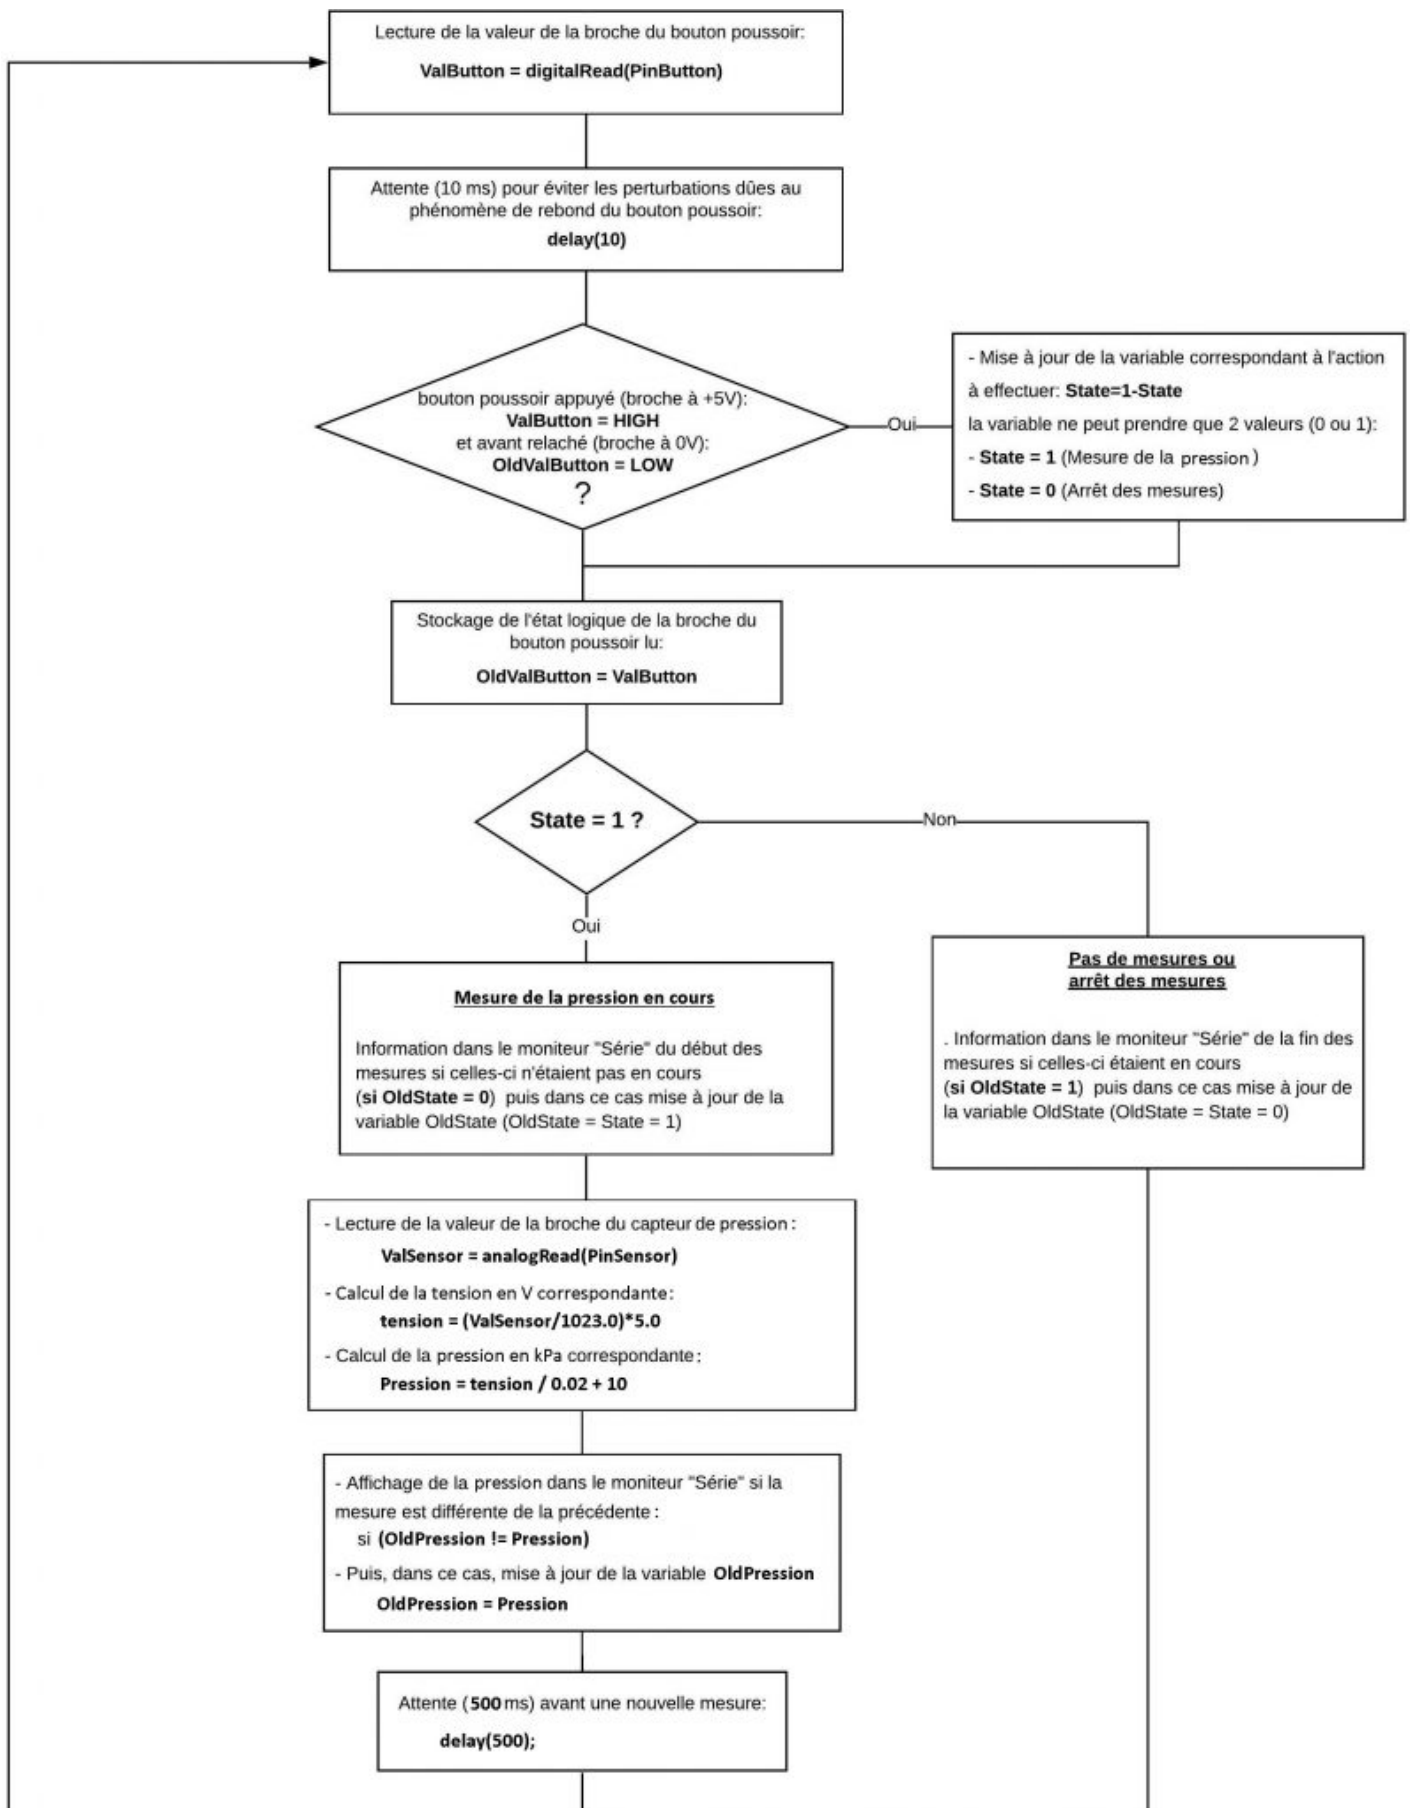 Lecture de la valeur de la broche du bouton poussoir:
ValButton = digitalRead(PinButton)
Attente (10 ms) pour éviter les perturbations dûes au
phénomène de rebond du bouton poussoir:
delay(10)
bouton poussoir appuyé (broche à +5V):
ValButton = HIGH
et avant relaché (broche à 0V):
OldValButton = LOW
?
Oui
- Mise à jour de la variable correspondant à l'action
à effectuer: State=1-State
la variable ne peut prendre que 2 valeurs (0 ou 1):
- State = 1 (Mesure de la pression)
- State = 0 (Arrêt des mesures)
Stockage de l'état logique de la broche du
bouton poussoir lu:
OldValButton = ValButton
State = 1 ?
Non
Oui
Mesure de la pression en cours
Information dans le moniteur "Série" du début des
mesures si celles-ci n'étaient pas en cours
(si OldState = 0) puis dans ce cas mise à jour de la
variable OldState (OldState = State = 1)
Pas de mesures ou
arrêt des mesures
. Information dans le moniteur "Série" de la fin des
mesures si celles-ci étaient en cours
(si OldState = 1) puis dans ce cas mise à jour de
la variable OldState (OldState = State = 0)
- Lecture de la valeur de la broche du capteur de pression :
ValSensor = analogRead(PinSensor)
- Calcul de la tension en V correspondante:
tension = (ValSensor/1023.0)*5.0
- Calcul de la pression en kPa correspondante :
Pression = tension / 0.02 + 10
- Affichage de la pression dans le moniteur "Série" si la
mesure est différente de la précédente :
si (OldPression != Pression)
- Puis, dans ce cas, mise à jour de la variable OldPression
OldPression = Pression
Attente (500 ms) avant une nouvelle mesure:
delay(500);